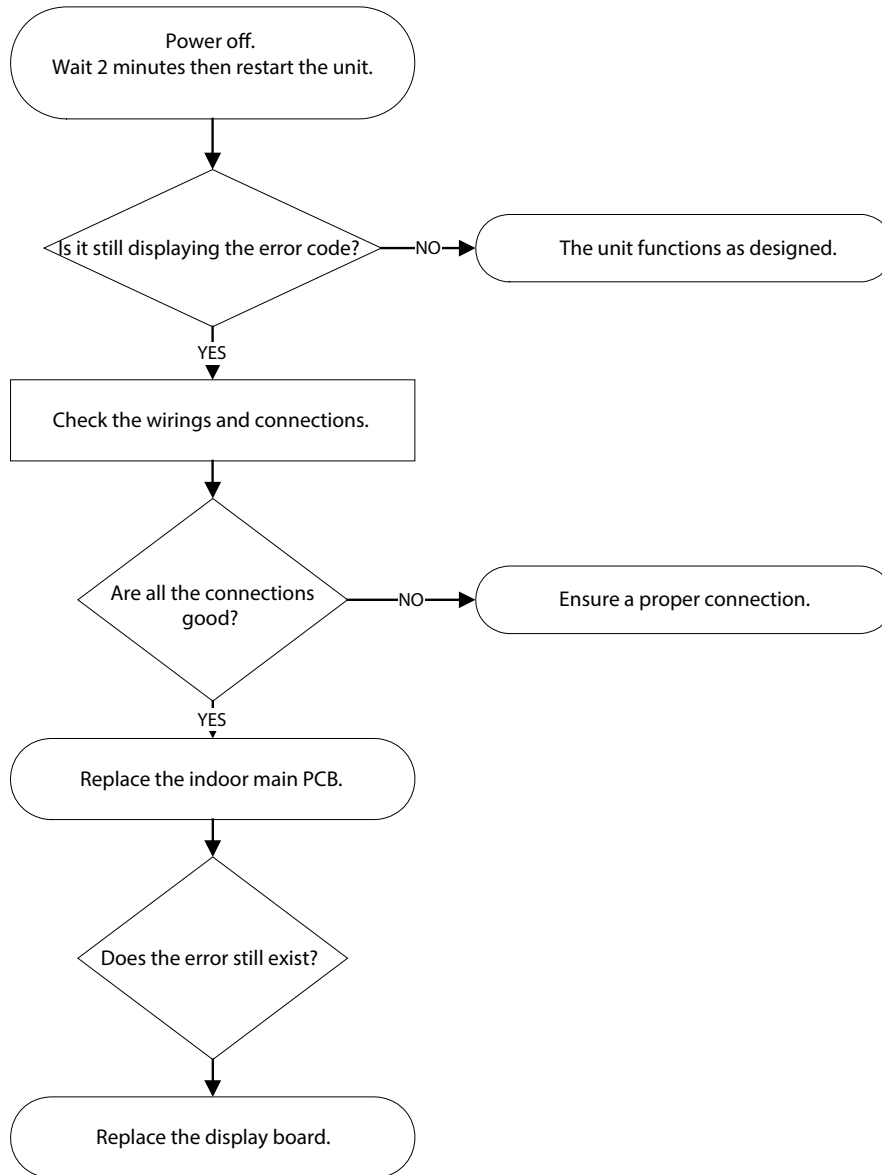 Power off.
Wait 2 minutes then restart the unit.
Is it still displaying the error code?
NO
The unit functions as designed.
YES
Check the wirings and connections.
Are all the connections
good?
NO
Ensure a proper connection.
YES
Replace the indoor main PCB.
Does the error still exist?
Replace the display board.